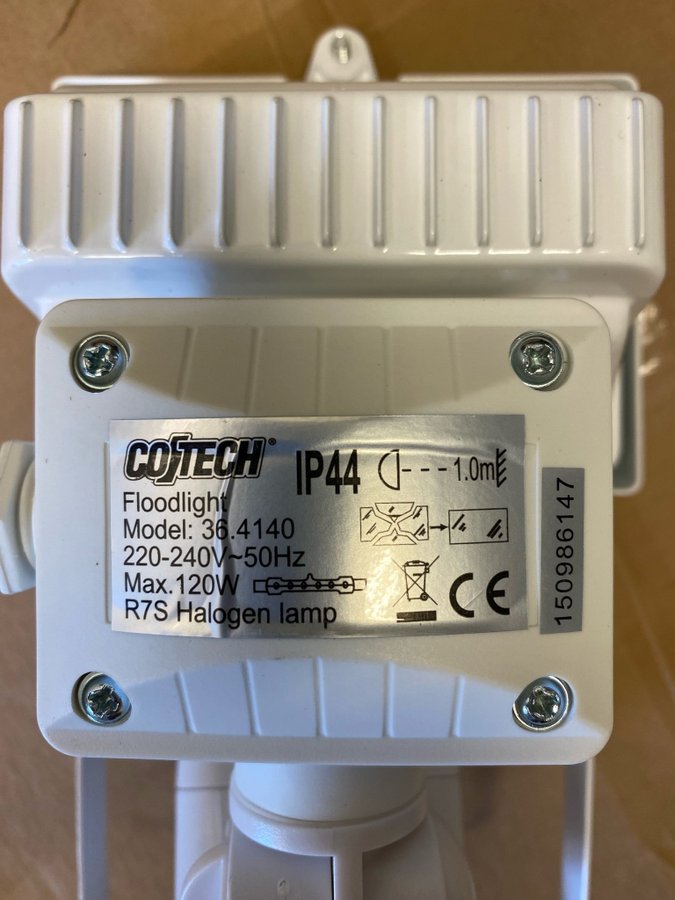 COTECH®
IP44
1.0m
Floodlight
Model: 36.4140
220-240V~50Hz
Max.120W
R7S Halogen lamp
CE
150986147